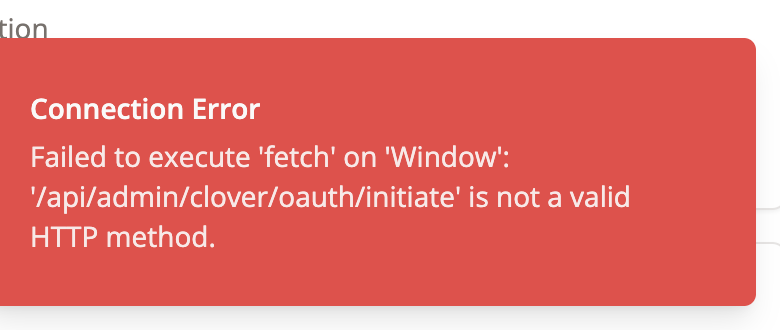 tion
Connection Error
Failed to execute 'fetch' on 'Window':
'/api/admin/clover/oauth/initiate' is not a valid
HTTP method.